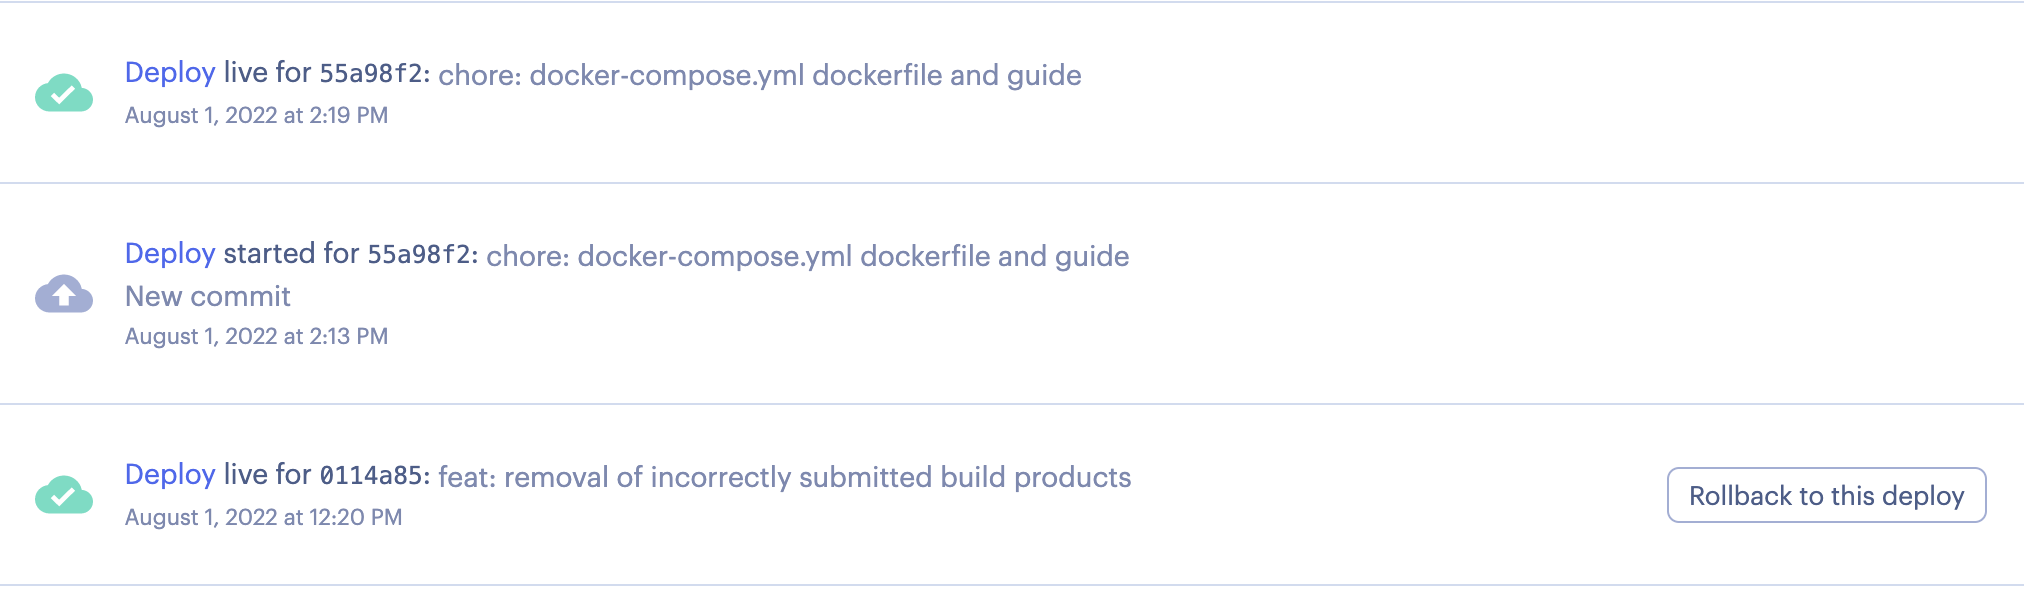 Deploy live for 55a98f2: chore: docker-compose.yml dockerfile and guide
August 1, 2022 at 2:19 PM
Deploy started for 55a98f2: chore: docker-compose.yml dockerfile and guide
New commit
August 1, 2022 at 2:13 PM
Deploy live for 0114a85: feat: removal of incorrectly submitted build products
August 1, 2022 at 12:20 PM
Rollback to this deploy